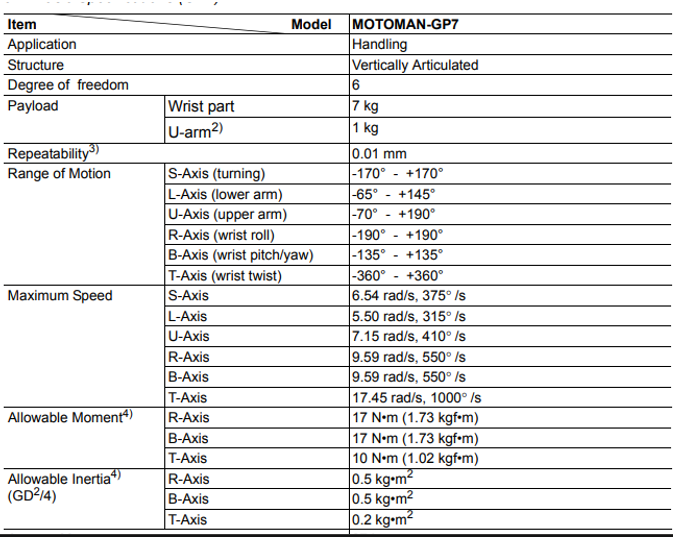 Item Model MOTOMAN-GP7
Application Handling
Structure Vertically Articulated
Degree of freedom 6
Payload Wrist part 7 kg
U-arm2) 1 kg
Repeatability3) 0.01 mm
Range of Motion S-Axis (turning) -170° - +170°
L-Axis (lower arm) -65° - +145°
U-Axis (upper arm) -70° - +190°
R-Axis (wrist roll) -190° - +190°
B-Axis (wrist pitch/yaw) -135° - +135°
T-Axis (wrist twist) -360° - +360°
Maximum Speed S-Axis 6.54 rad/s, 375° /s
L-Axis 5.50 rad/s, 315° /s
U-Axis 7.15 rad/s, 410° /s
R-Axis 9.59 rad/s, 550° /s
B-Axis 9.59 rad/s, 550° /s
T-Axis 17.45 rad/s, 1000° /s
Allowable Moment4) R-Axis 17 N•m (1.73 kgf•m)
B-Axis 17 N•m (1.73 kgf•m)
T-Axis 10 N•m (1.02 kgf•m)
Allowable Inertia4) R-Axis 0.5 kg•m2
(GD2/4) B-Axis 0.5 kg•m2
T-Axis 0.2 kg•m2